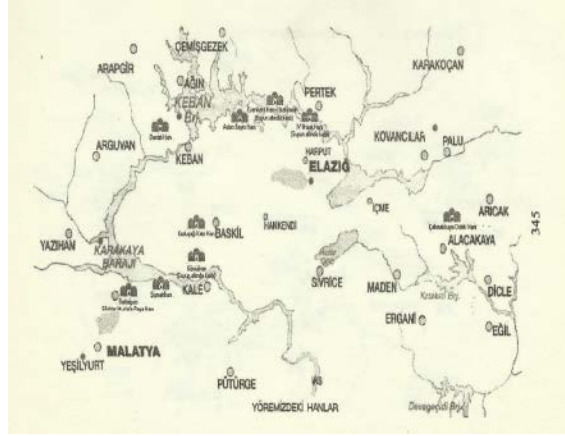 ÇEMİŞGEZEK
ARAPGİR
KARAKOÇAN
AĞIN
KEBAN
Brj.
PERTEK
KOVANCILAR
PALU
ARGUVAN
KEBAN
HARPUT
ELAZIĞ
İÇME
ARICAK
345
YAZIHAN
KARAKAYA
BARAJI
BASKİL
HANKENDİ
ALACAKAYA
SİVRİCE
MADEN
KALE
DİCLE
ERGANİ
EĞİL
MALATYA
YEŞİLYURT
PÜTÜRGE
YÖREMİZDEKİ HANLAR